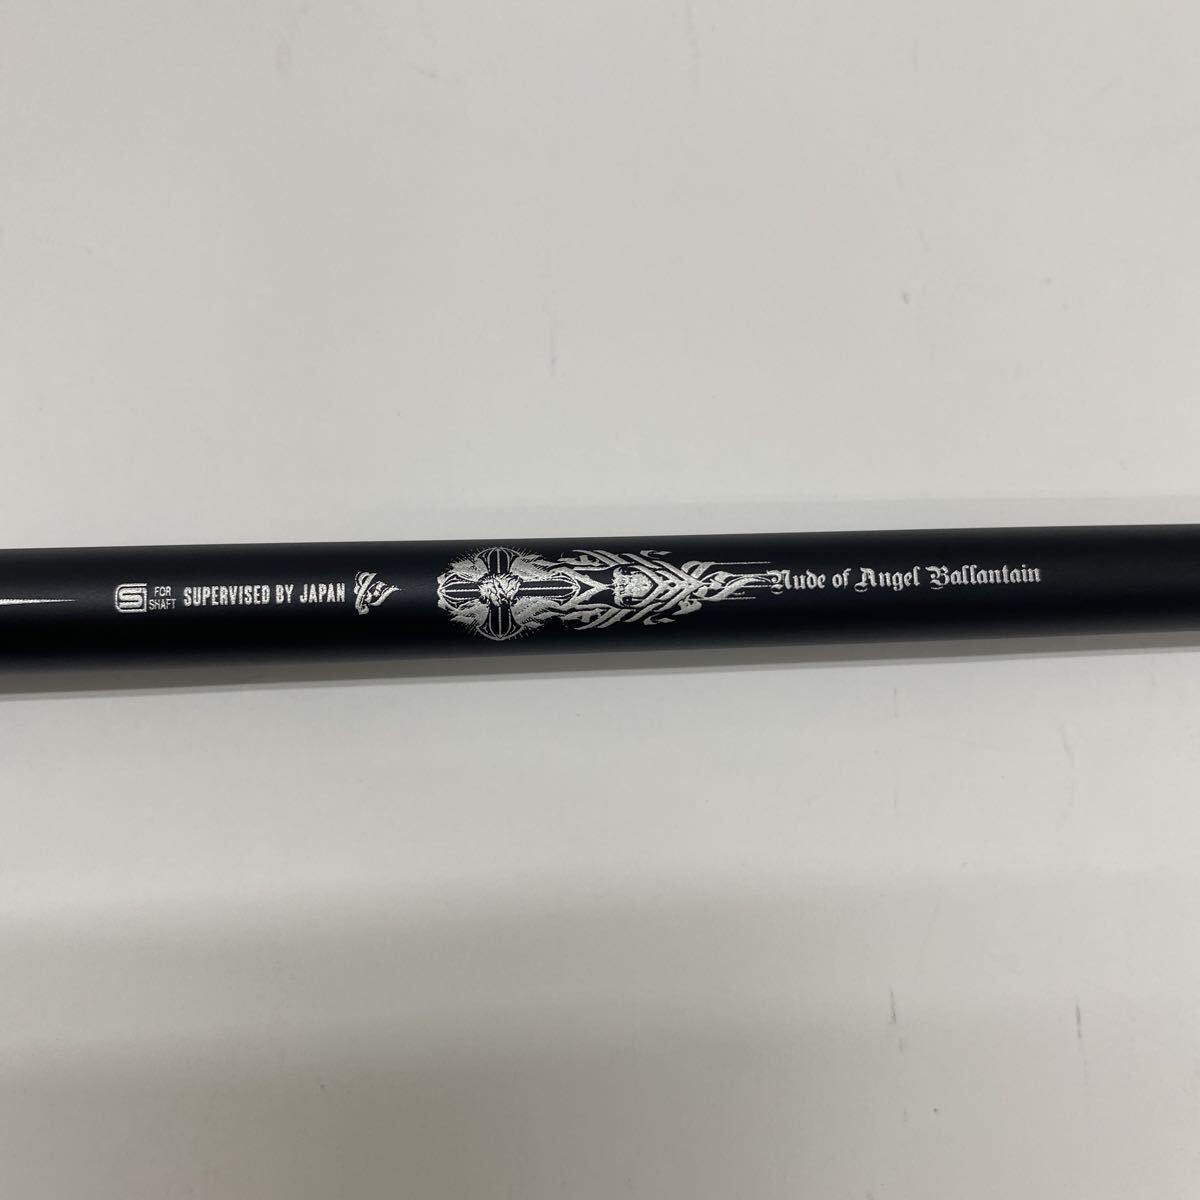 S FOR
SHAFT
SUPERVISED BY JAPAN
Nude of Angel Ballantain